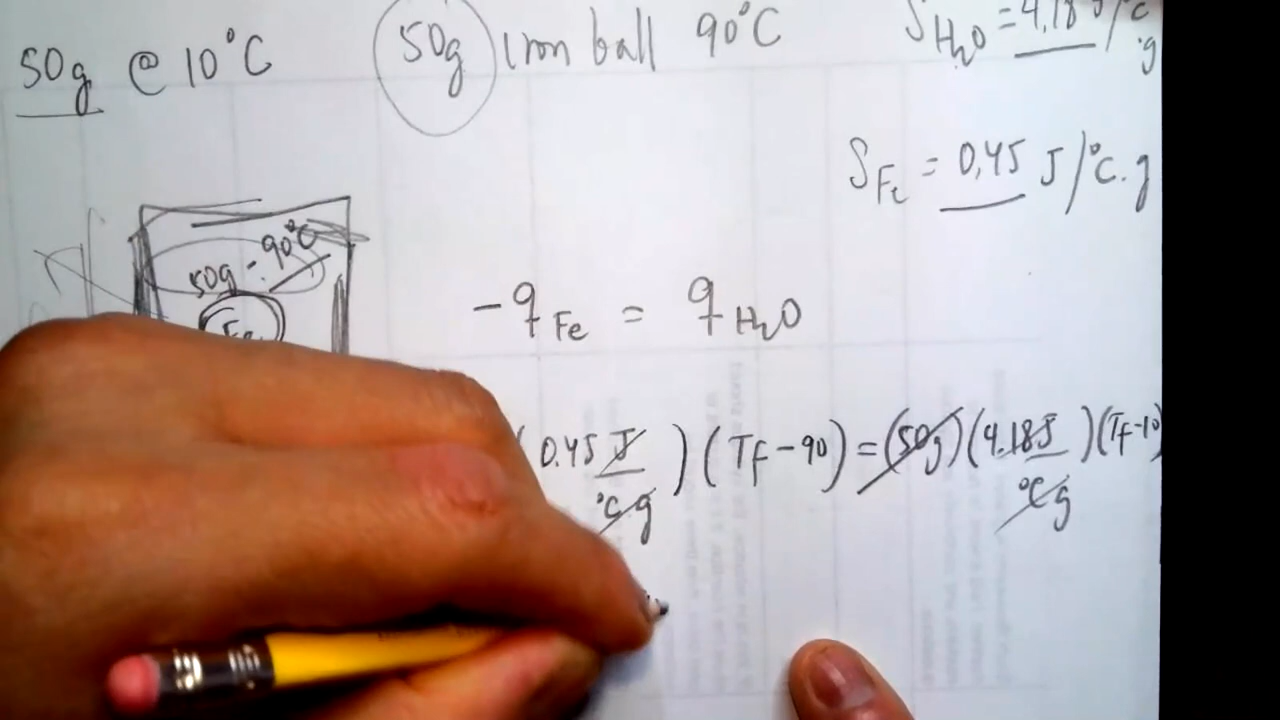 50g @ 10°C 50g iron ball 90°C S H2O = 4,18 J/°C
.g
S Fe = 0,45 J/°C.g
50g - 90°C
Fe
-q Fe = q H2O
(0.45 J )(Tf-90)=(50g)(4.18J )(Tf-10)
°C g °C g